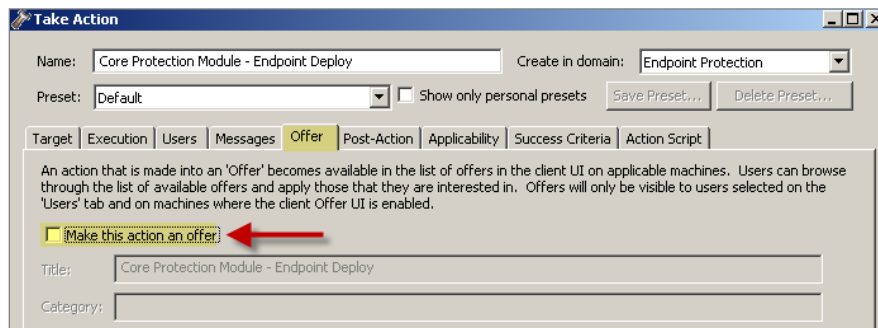 Take Action
Name: Core Protection Module - Endpoint Deploy Create in domain: Endpoint Protection
Preset: Default Show only personal presets Save Preset... Delete Preset...
Target Execution Users Messages Offer Post-Action Applicability Success Criteria Action Script
An action that is made into an 'Offer' becomes available in the list of offers in the client UI on applicable machines. Users can browse
through the list of available offers and apply those that they are interested in. Offers will only be visible to users selected on the
'Users' tab and on machines where the client Offer UI is enabled.
Make this action an offer
Title: Core Protection Module - Endpoint Deploy
Category: